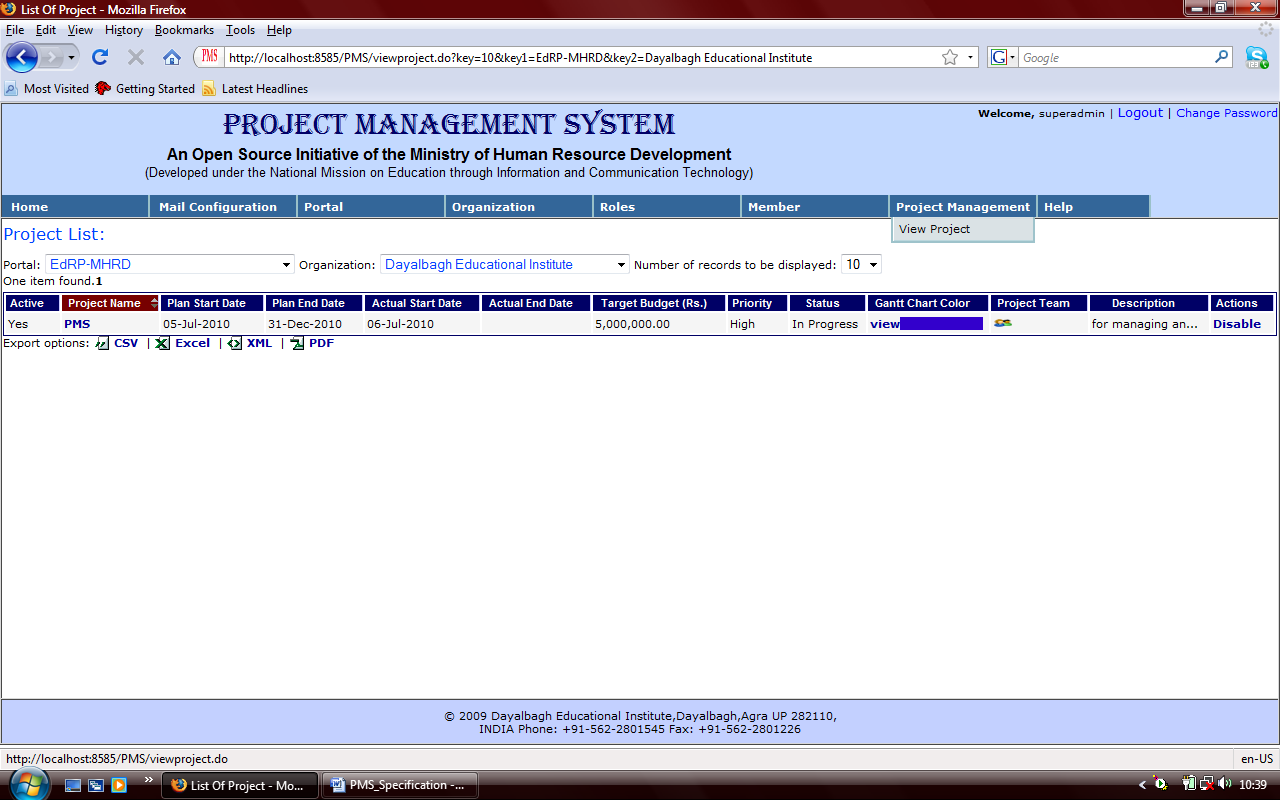 List Of Project - Mozilla Firefox
File Edit View History Bookmarks Tools Help
PMS http://localhost:8585/PMS/viewproject.do?key=10&key1=EdRP-MHRD&key2=Dayalbagh Educational Institute G Google
Most Visited Getting Started Latest Headlines
Welcome, superadmin | Logout | Change Password
PROJECT MANAGEMENT SYSTEM
An Open Source Initiative of the Ministry of Human Resource Development
(Developed under the National Mission on Education through Information and Communication Technology)
Home Mail Configuration Portal Organization Roles Member Project Management Help
View Project
Project List:
Portal: EdRP-MHRD Organization: Dayalbagh Educational Institute Number of records to be displayed: 10
One item found.1
Active Project Name Plan Start Date Plan End Date Actual Start Date Actual End Date Target Budget (Rs.) Priority Status Gantt Chart Color Project Team Description Actions
Yes PMS 05-Jul-2010 31-Dec-2010 06-Jul-2010 5,000,000.00 High In Progress view for managing an... Disable
Export options: CSV | Excel | XML | PDF
© 2009 Dayalbagh Educational Institute,Dayalbagh,Agra UP 282110,
INDIA Phone: +91-562-2801545 Fax: +91-562-2801226
http://localhost:8585/PMS/viewproject.do en-US
List Of Project - Mo... PMS_Specification -... 10:39